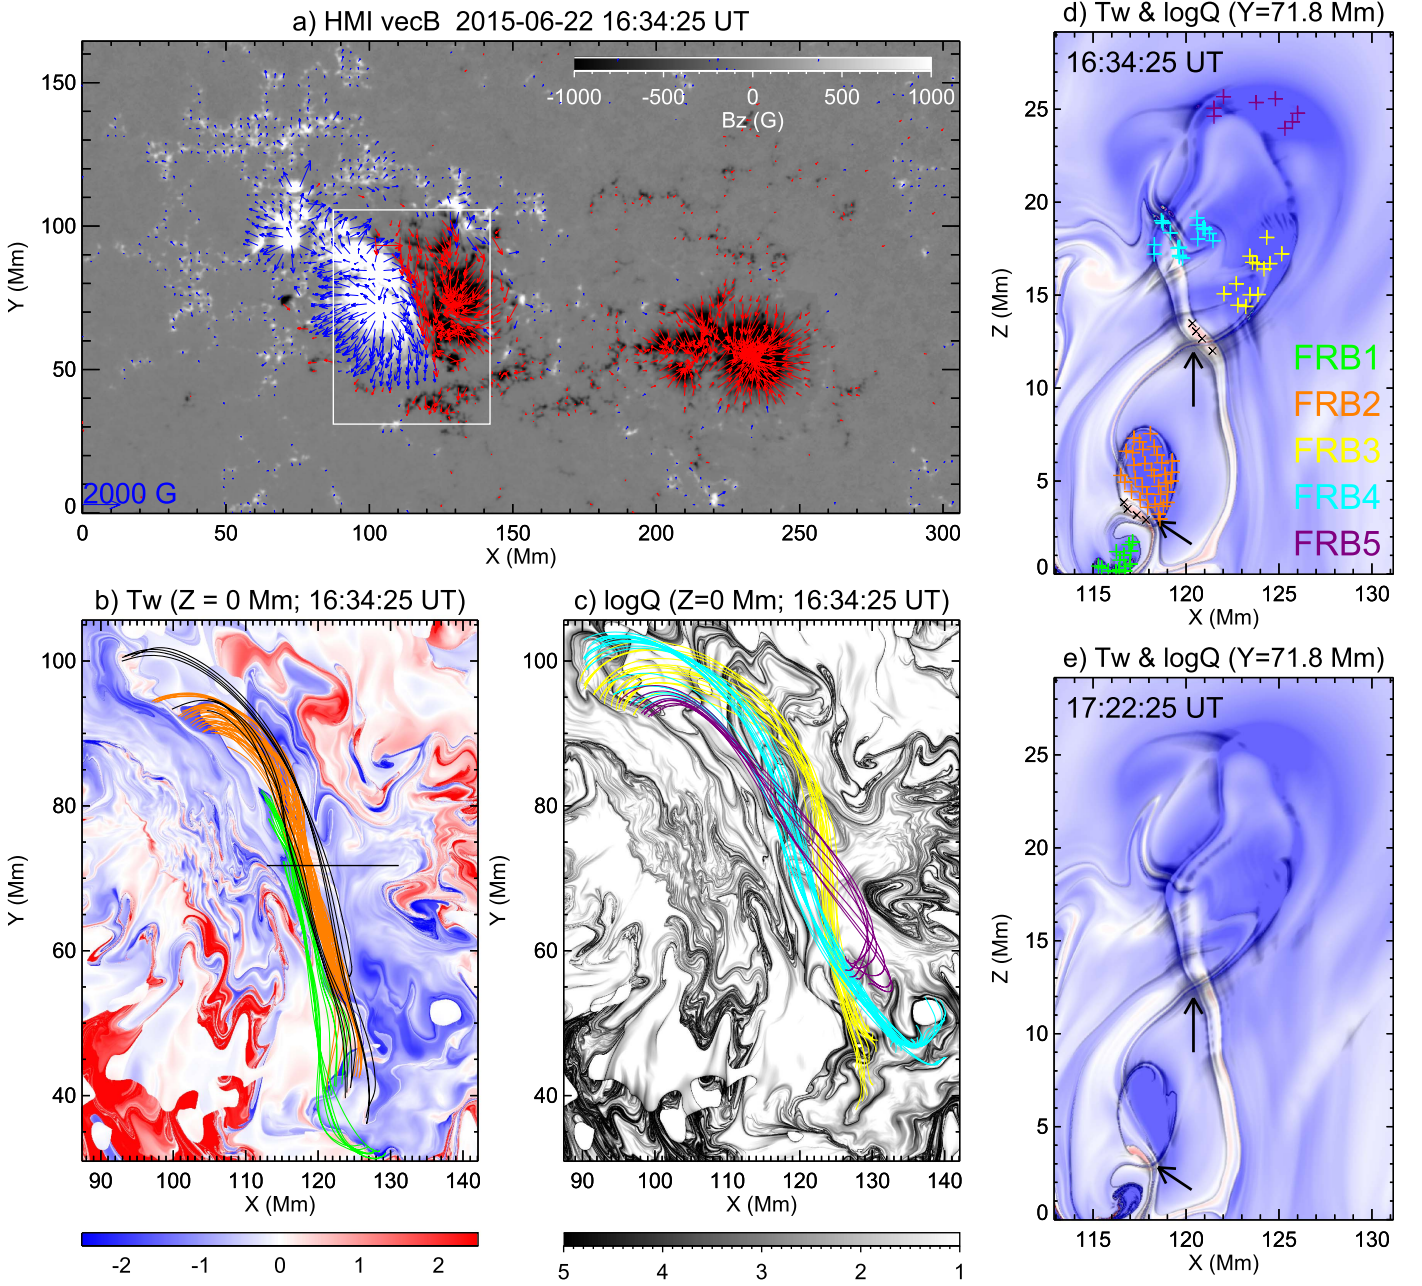 a) HMI vecB 2015-06-22 16:34:25 UT
-1000 -500 0 500 1000
Bz (G)
150
100
50
0
Y (Mm)
2000 G
0 50 100 150 200 250 300
X (Mm)
b) Tw (Z = 0 Mm; 16:34:25 UT)
100
80
60
40
Y (Mm)
90 100 110 120 130 140
X (Mm)
-2 -1 0 1 2
c) logQ (Z=0 Mm; 16:34:25 UT)
100
80
60
40
Y (Mm)
90 100 110 120 130 140
X (Mm)
5 4 3 2 1
d) Tw & logQ (Y=71.8 Mm)
16:34:25 UT
25
20
15
10
5
0
Z (Mm)
FRB1
FRB2
FRB3
FRB4
FRB5
115 120 125 130
X (Mm)
e) Tw & logQ (Y=71.8 Mm)
17:22:25 UT
25
20
15
10
5
0
Z (Mm)
115 120 125 130
X (Mm)